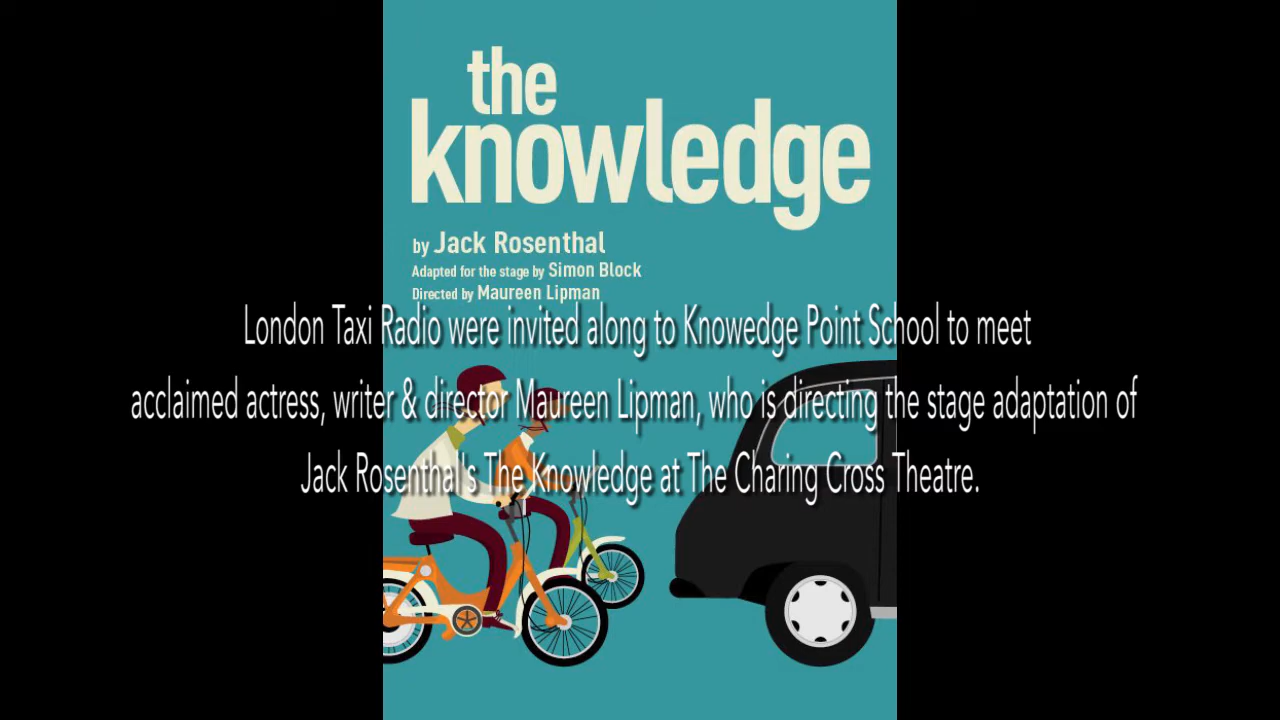 the
knowledge
by Jack Rosenthal
Adapted for the stage by Simon Block
Directed by Maureen Lipman
London Taxi Radio were invited along to Knowedge Point School to meet
acclaimed actress, writer & director Maureen Lipman, who is directing the stage adaptation of
Jack Rosenthal's The Knowledge at The Charing Cross Theatre.